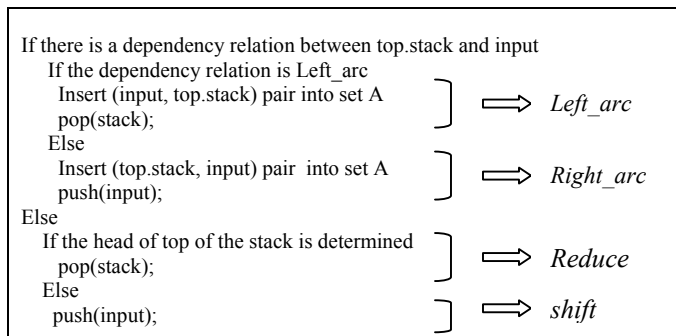 If there is a dependency relation between top.stack and input
If the dependency relation is Left_arc
Insert (input, top.stack) pair into set A
pop(stack);
Left_arc
Else
Insert (top.stack, input) pair into set A
push(input);
Right_arc
Else
If the head of top of the stack is determined
pop(stack);
Reduce
Else
push(input);
shift